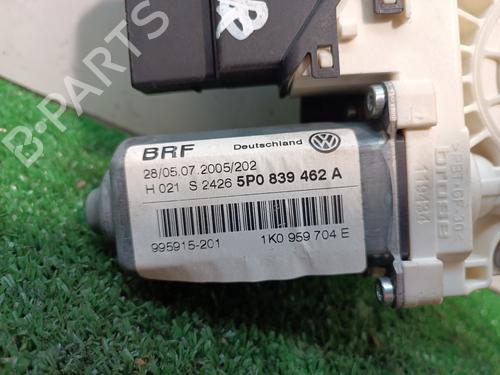 BRF Deutschland
28/05.07.2005/202
H 021 S 2426 5P0 839 462 A
995915-201 1K0 959 704 E
brose
B-Parts